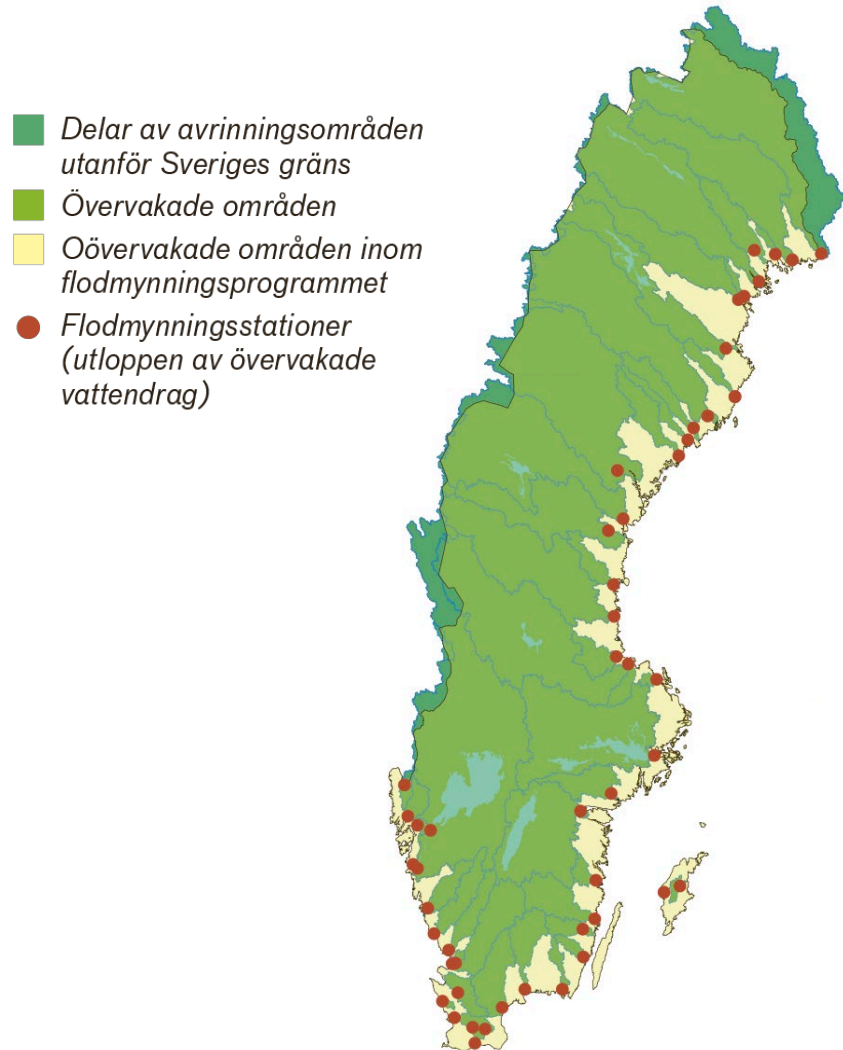 Delar av avrinningsområden
utanför Sveriges gräns
Övervakade områden
Oövervakade områden inom
flodmynningsprogrammet
Flodmynningsstationer
(utloppen av övervakade
vattendrag)